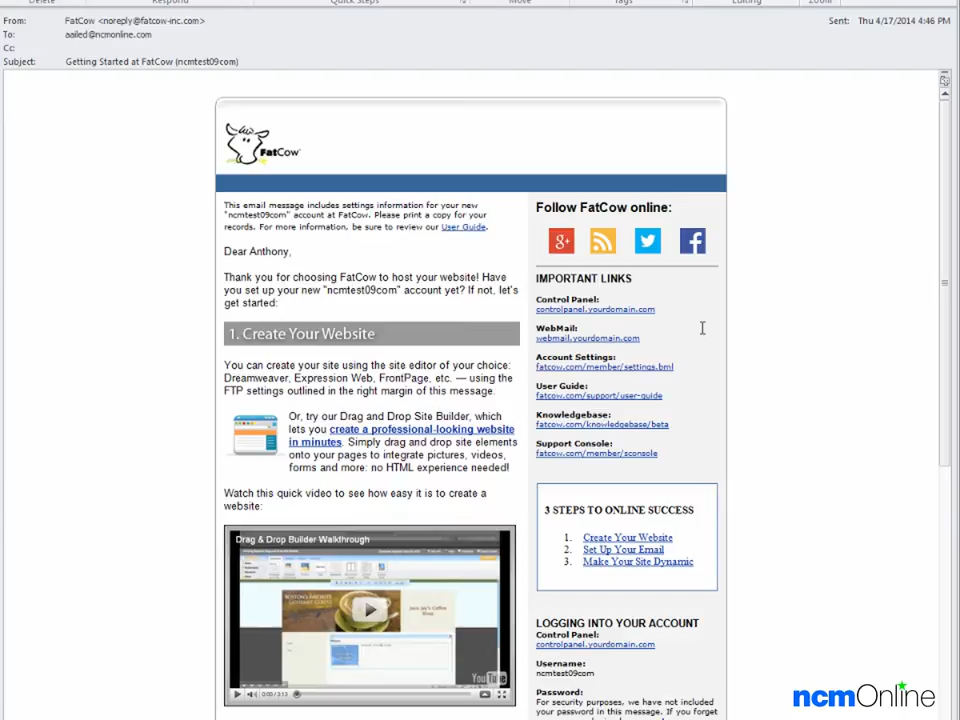 Delete
Respond
Quick Steps
Move
Tags
Editing
Zoom
From: FatCow <noreply@fatcow-inc.com>
Sent: Thu 4/17/2014 4:46 PM
To: aailed@ncmonline.com
Cc:
Subject: Getting Started at FatCow (ncmtest09com)
FatCow
This email message includes settings information for your new
"ncmtest09com" account at FatCow. Please print a copy for your
records. For more information, be sure to review our User Guide.
Dear Anthony,
Thank you for choosing FatCow to host your website! Have
you set up your new "ncmtest09com" account yet? If not, let's
get started:
1. Create Your Website
You can create your site using the site editor of your choice:
Dreamweaver, Expression Web, FrontPage, etc. — using the
FTP settings outlined in the right margin of this message.
Or, try our Drag and Drop Site Builder, which
lets you create a professional-looking website
in minutes. Simply drag and drop site elements
onto your pages to integrate pictures, videos,
forms and more: no HTML experience needed!
Watch this quick video to see how easy it is to create a
website:
Drag & Drop Builder Walkthrough
YouTube
0:00 / 3:13
Follow FatCow online:
g+
f
IMPORTANT LINKS
Control Panel:
controlpanel.yourdomain.com
WebMail:
webmail.yourdomain.com
Account Settings:
fatcow.com/member/settings.bml
User Guide:
fatcow.com/support/user-guide
Knowledgebase:
fatcow.com/knowledgebase/beta
Support Console:
fatcow.com/member/sconsole
3 STEPS TO ONLINE SUCCESS
1. Create Your Website
2. Set Up Your Email
3. Make Your Site Dynamic
LOGGING INTO YOUR ACCOUNT
Control Panel:
controlpanel.yourdomain.com
Username:
ncmtest09com
Password:
For security purposes, we have not included
your password in this message. If you forget
ncmOnline